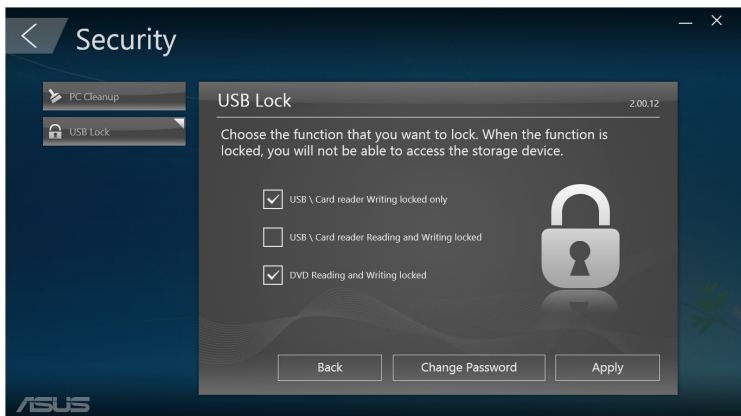 Security
PC Cleanup
USB Lock
USB Lock
2.00.12
Choose the function that you want to lock. When the function is
locked, you will not be able to access the storage device.
USB \ Card reader Writing locked only
USB \ Card reader Reading and Writing locked
DVD Reading and Writing locked
Back
Change Password
Apply
ASUS